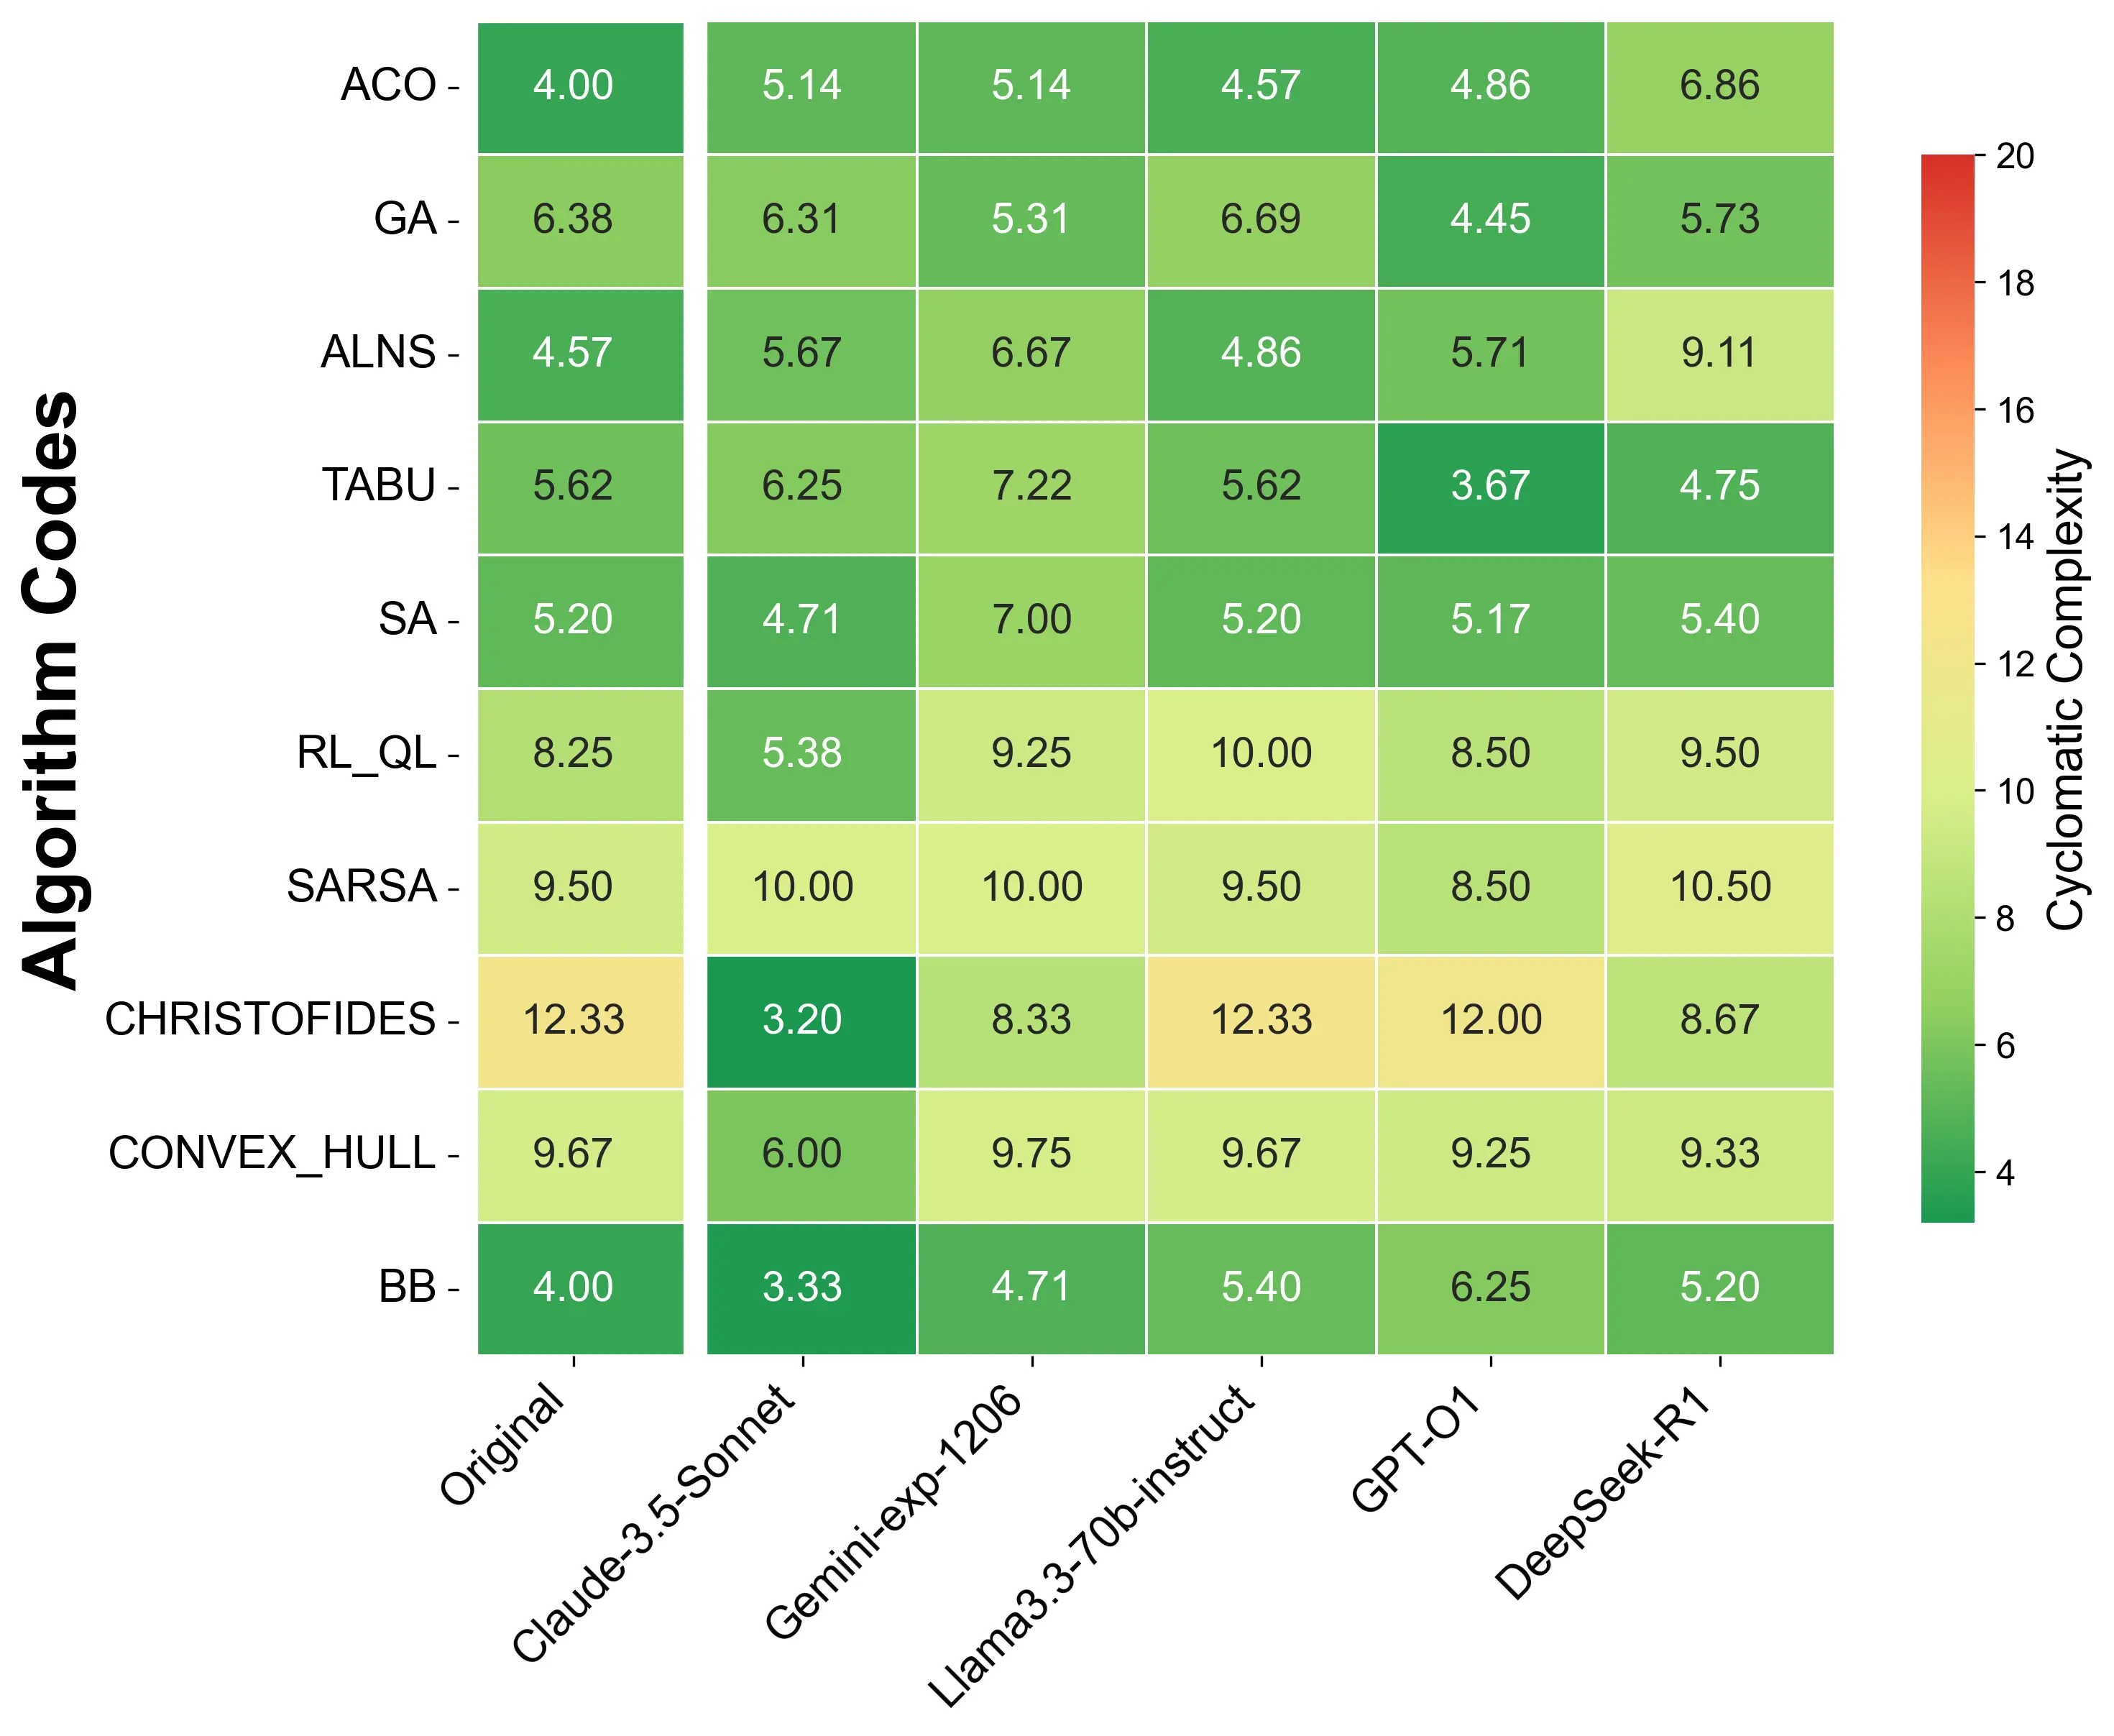 Algorithm Codes
ACO 4.00 5.14 5.14 4.57 4.86 6.86
GA 6.38 6.31 5.31 6.69 4.45 5.73
ALNS 4.57 5.67 6.67 4.86 5.71 9.11
TABU 5.62 6.25 7.22 5.62 3.67 4.75
SA 5.20 4.71 7.00 5.20 5.17 5.40
RL_QL 8.25 5.38 9.25 10.00 8.50 9.50
SARSA 9.50 10.00 10.00 9.50 8.50 10.50
CHRISTOFIDES 12.33 3.20 8.33 12.33 12.00 8.67
CONVEX_HULL 9.67 6.00 9.75 9.67 9.25 9.33
BB 4.00 3.33 4.71 5.40 6.25 5.20
Original
Claude-3.5-Sonnet
Gemini-exp-1206
Llama3.3-70b-instruct
GPT-O1
DeepSeek-R1
20
18
16
14
12
10
8
6
4
Cyclomatic Complexity